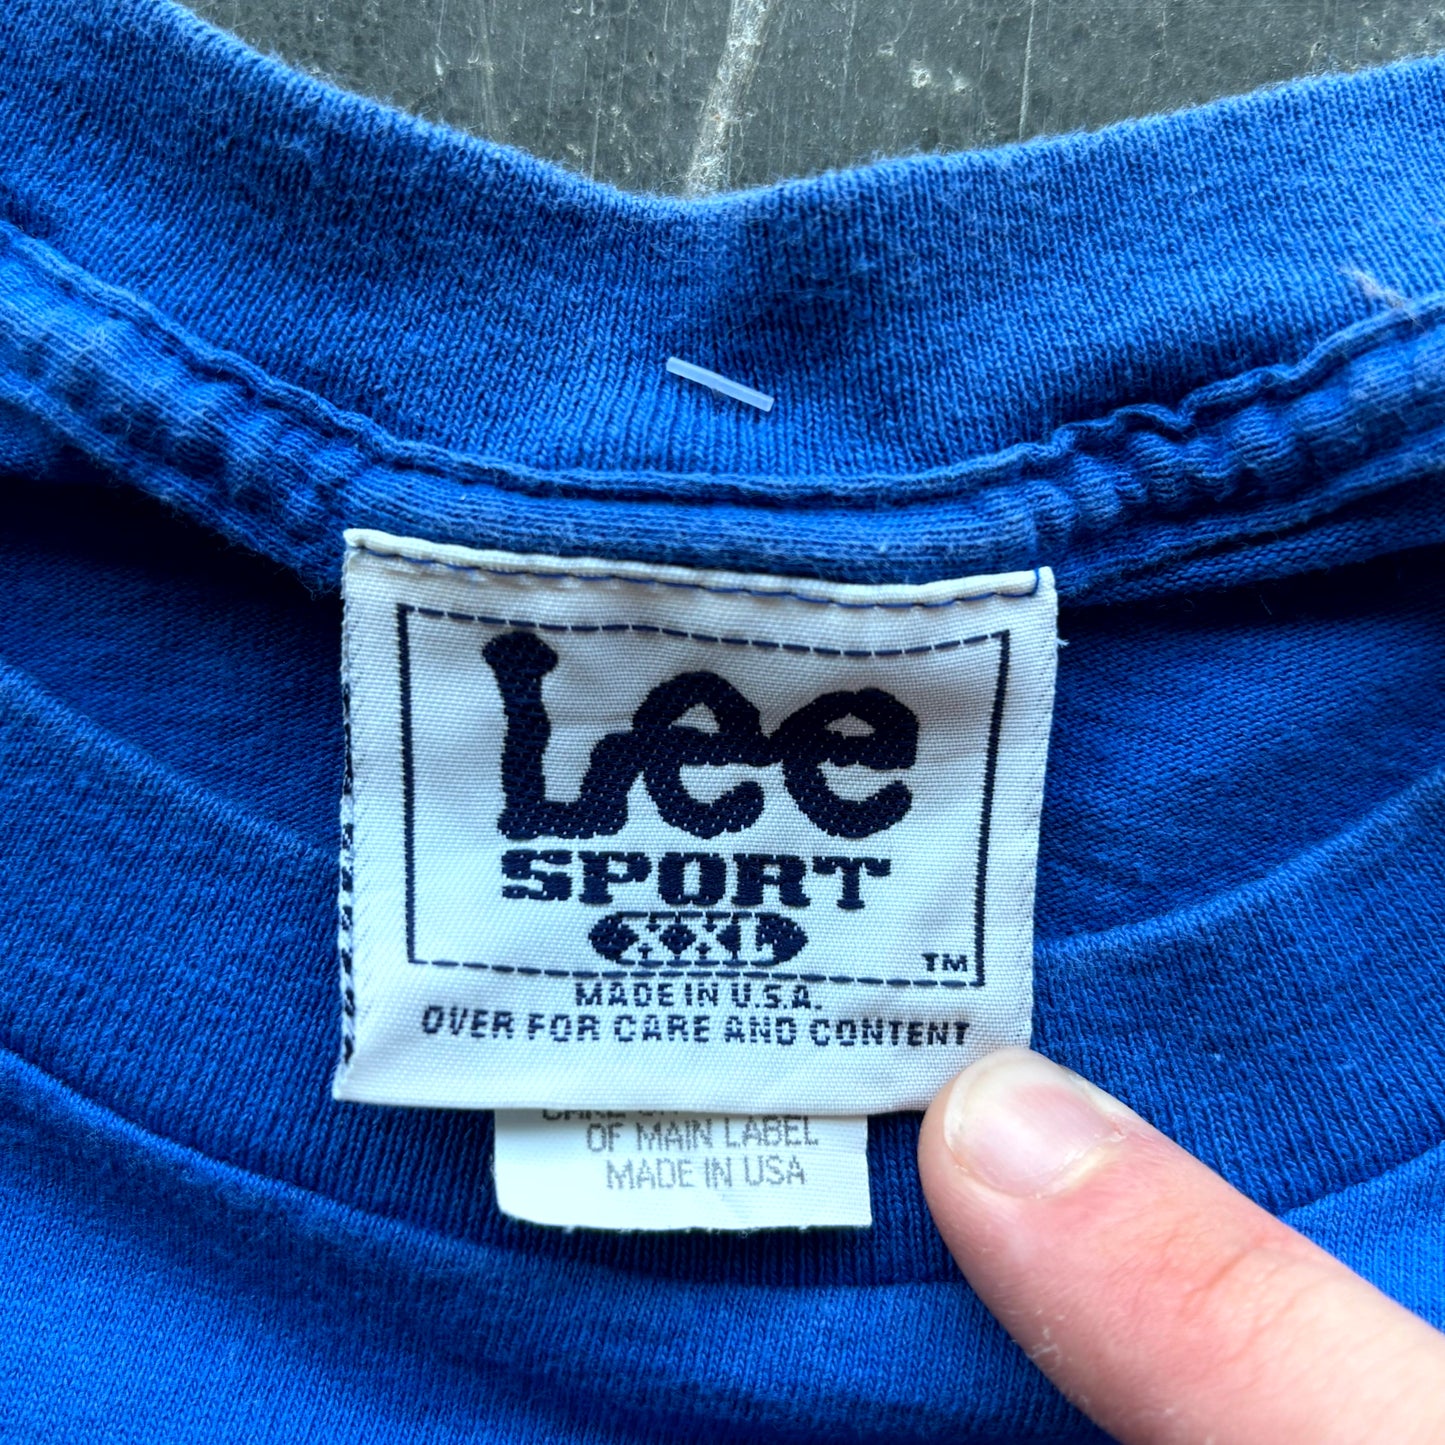 Lee
SPORT
XXL
TM
MADE IN U.S.A.
OVER FOR CARE AND CONTENT
OF MAIN LABEL
MADE IN USA